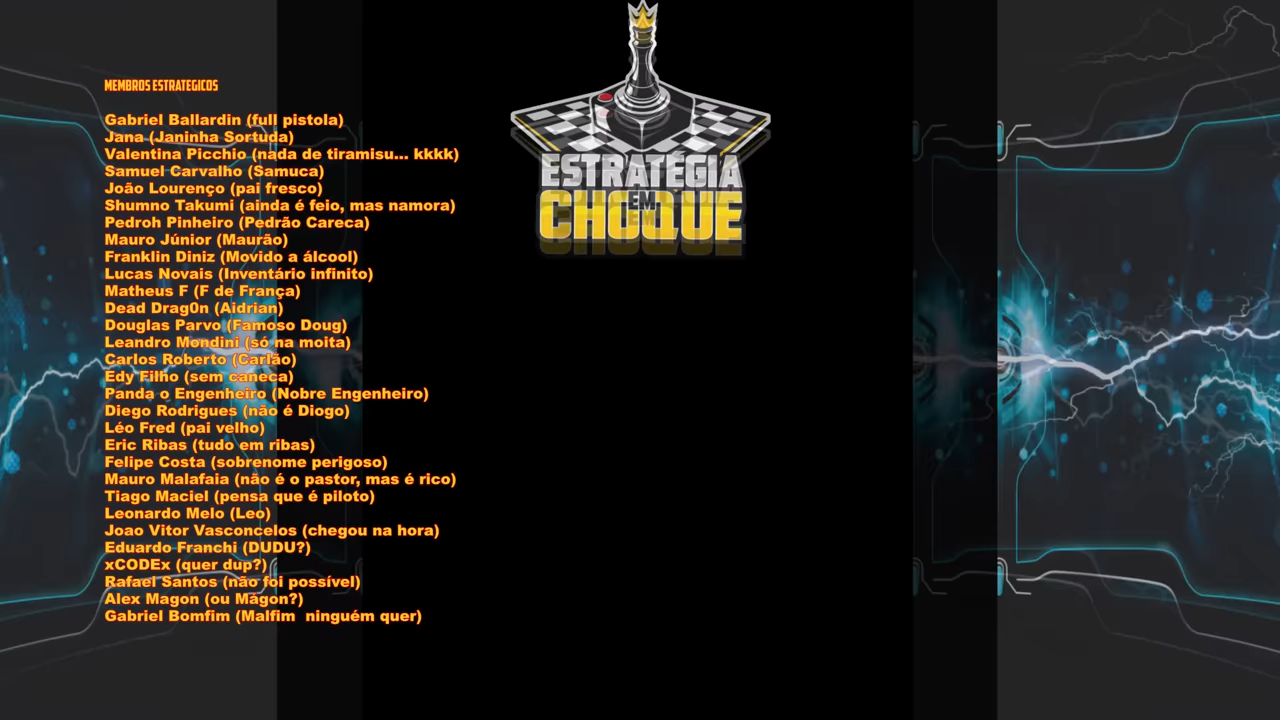 MEMBROS ESTRATEGICOS
Gabriel Ballardin (full pistola)
Jana (Janinha Sortuda)
Valentina Picchio (nada de tiramisu... kkkk)
Samuel Carvalho (Samuca)
João Lourenço (pai fresco)
Shumno Takumi (ainda é feio, mas namora)
Pedroh Pinheiro (Pedrão Careca)
Mauro Júnior (Maurão)
Franklin Diniz (Movido a álcool)
Lucas Novais (Inventário infinito)
Matheus F (F de França)
Dead Drag0n (Aidrian)
Douglas Parvo (Famoso Doug)
Leandro Mendini (só na moita)
Carlos Roberto (Carlão)
Edy Filho (sem caneca)
Panda o Engenheiro (Nobre Engenheiro)
Diego Rodrigues (não é Diogo)
Léo Fred (pai velho)
Eric Ribas (tudo em ribas)
Felipe Costa (sobrenome perigoso)
Mauro Malafaia (não é o pastor, mas é rico)
Tiago Maciel (pensa que é piloto)
Leonardo Melo (Leo)
Joao Vitor Vasconcelos (chegou na hora)
Eduardo Franchi (DUDU?)
xCODEx (quer dup?)
Rafael Santos (não foi possível)
Alex Magon (ou Mágon?)
Gabriel Bomfim (Malfim  ninguém quer)
ESTRATÉGIA
EM
CHOQUE